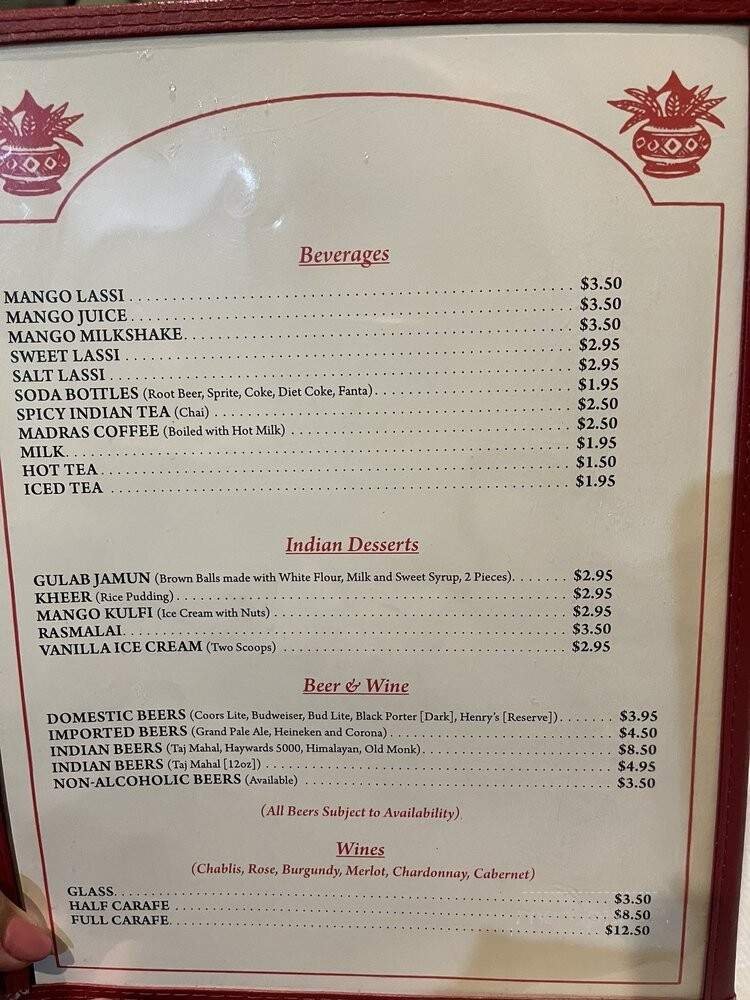 Beverages
MANGO LASSI $3.50
MANGO JUICE $3.50
MANGO MILKSHAKE $3.50
SWEET LASSI $2.95
SALT LASSI $2.95
SODA BOTTLES (Root Beer, Sprite, Coke, Diet Coke, Fanta) $1.95
SPICY INDIAN TEA (Chai) $2.50
MADRAS COFFEE (Boiled with Hot Milk) $2.50
MILK $1.95
HOT TEA $1.50
ICED TEA $1.95
Indian Desserts
GULAB JAMUN (Brown Balls made with White Flour, Milk and Sweet Syrup, 2 Pieces) $2.95
KHEER (Rice Pudding) $2.95
MANGO KULFI (Ice Cream with Nuts) $2.95
RASMALAI $3.50
VANILLA ICE CREAM (Two Scoops) $2.95
Beer & Wine
DOMESTIC BEERS (Coors Lite, Budweiser, Bud Lite, Black Porter [Dark], Henry's [Reserve]) $3.95
IMPORTED BEERS (Grand Pale Ale, Heineken and Corona) $4.50
INDIAN BEERS (Taj Mahal, Haywards 5000, Himalayan, Old Monk) $8.50
INDIAN BEERS (Taj Mahal [12oz]) $4.95
NON-ALCOHOLIC BEERS (Available) $3.50
(All Beers Subject to Availability)
Wines
(Chablis, Rose, Burgundy, Merlot, Chardonnay, Cabernet)
GLASS $3.50
HALF CARAFE $8.50
FULL CARAFE $12.50